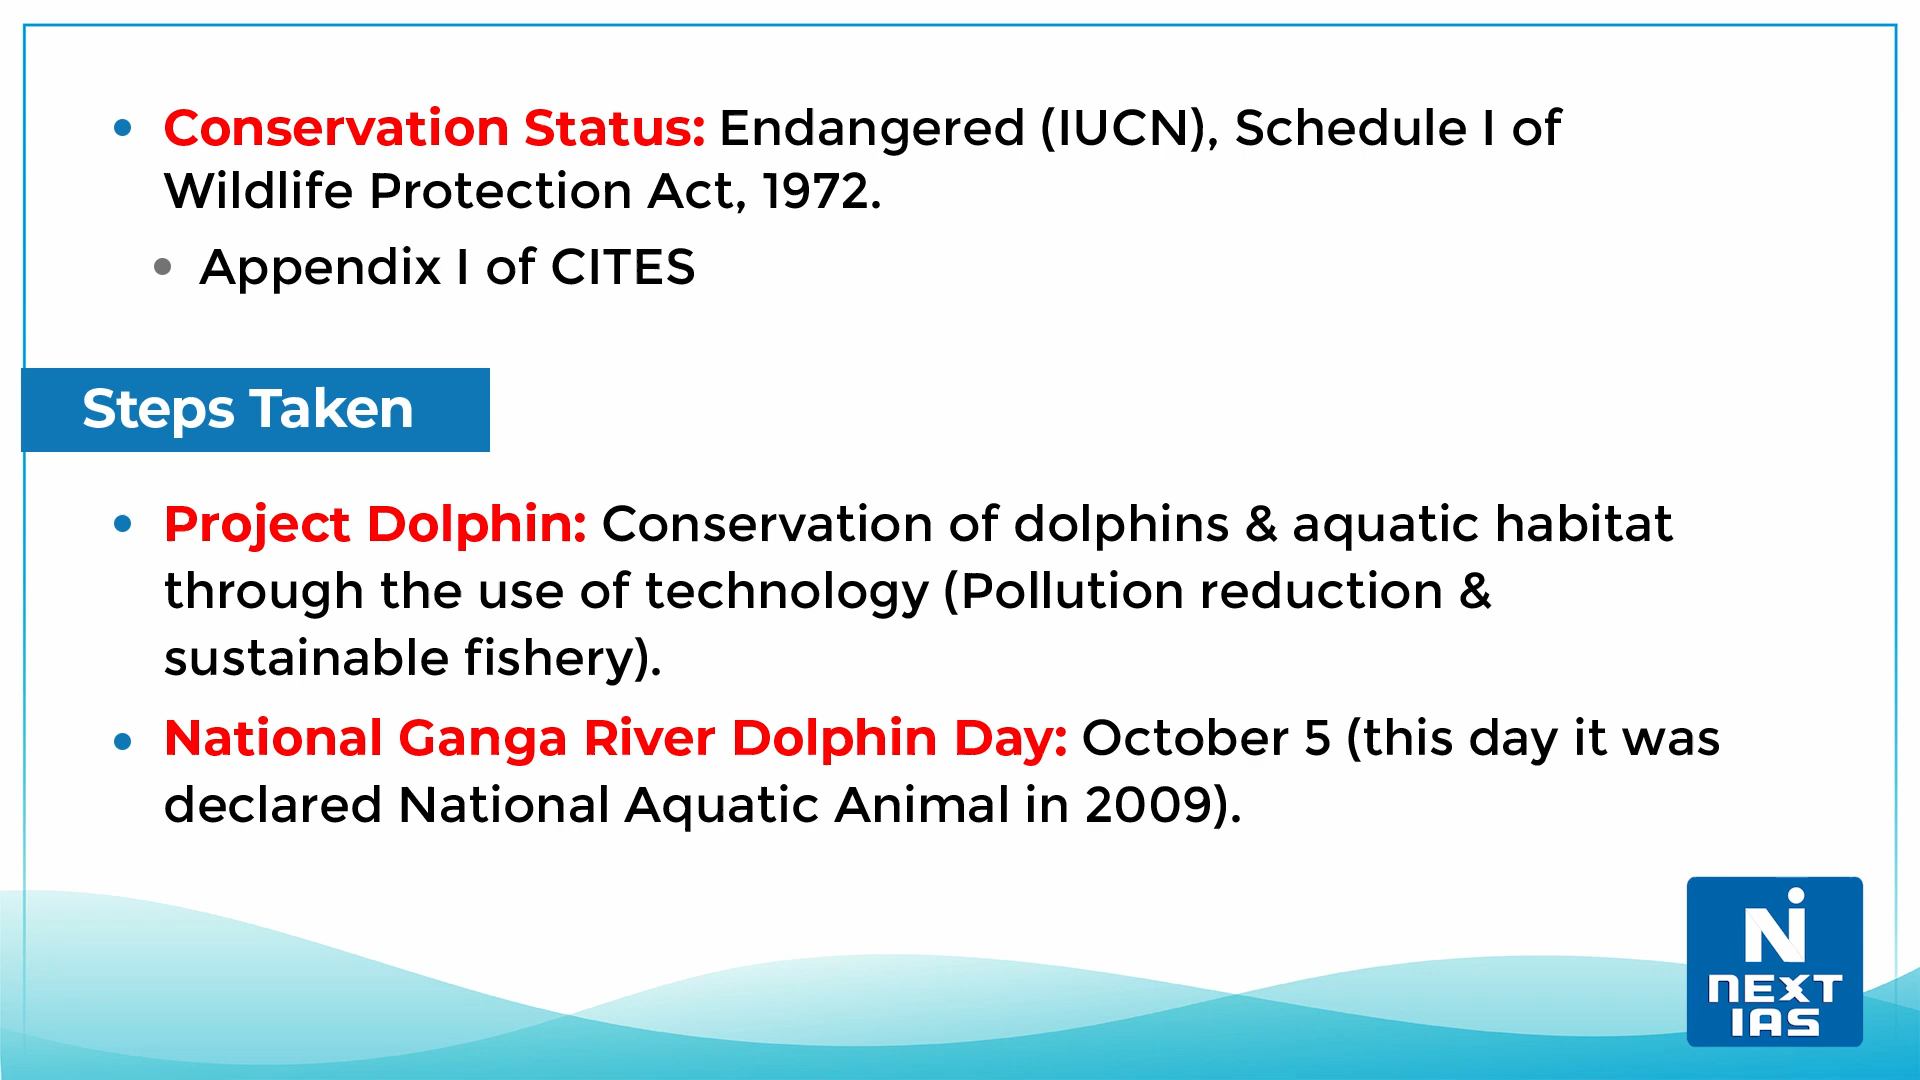 • Conservation Status: Endangered (IUCN), Schedule I of
Wildlife Protection Act, 1972.
• Appendix I of CITES
Steps Taken
• Project Dolphin: Conservation of dolphins & aquatic habitat
through the use of technology (Pollution reduction &
sustainable fishery).
• National Ganga River Dolphin Day: October 5 (this day it was
declared National Aquatic Animal in 2009).
NEXT
IAS